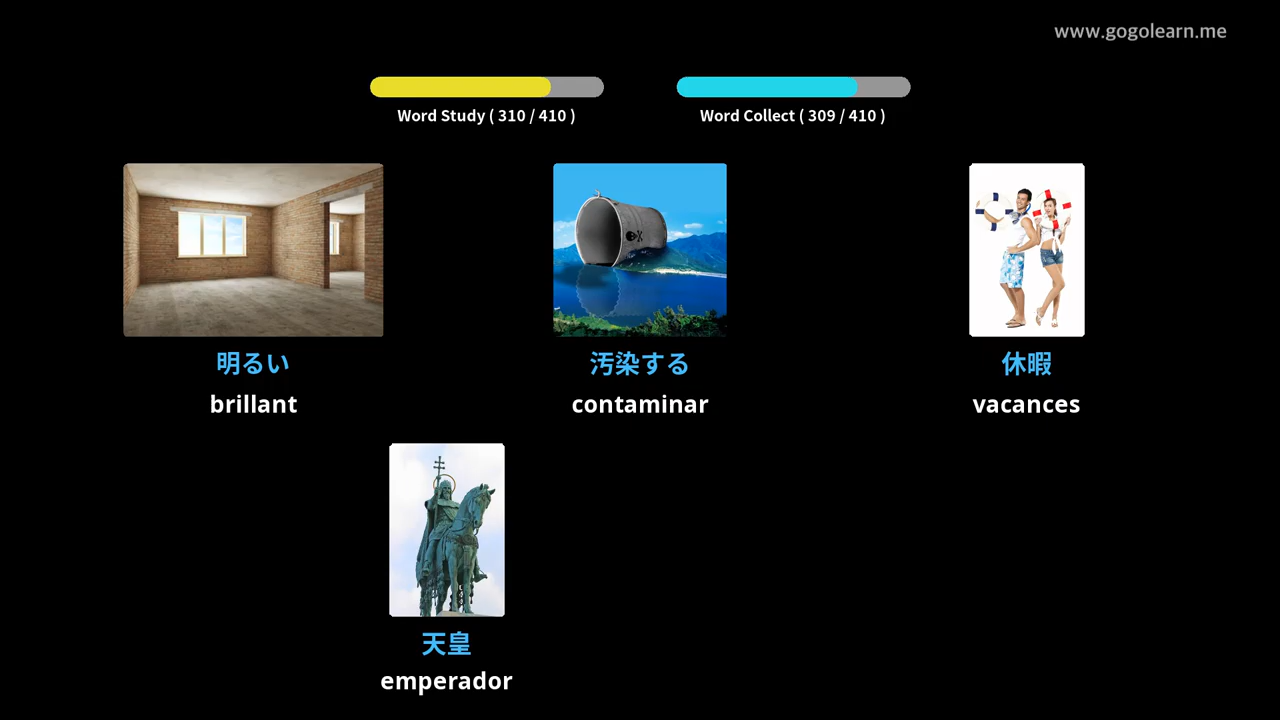 www.gogolearn.me
Word Study ( 310 / 410 )
Word Collect ( 309 / 410 )
明るい
brillant
汚染する
contaminar
休暇
vacances
天皇
emperador